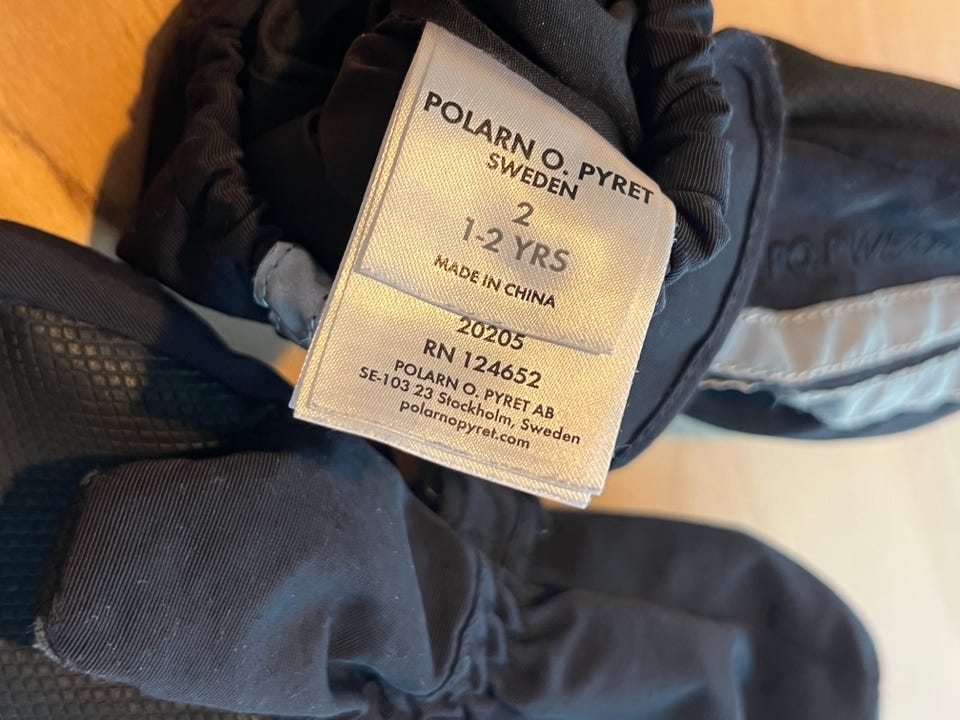 POLARN O. PYRET
SWEDEN
2
1-2 YRS
MADE IN CHINA
20205
RN 124652
POLARN O. PYRET AB
SE-103 23 Stockholm, Sweden
polarnopyret.com
PO.P